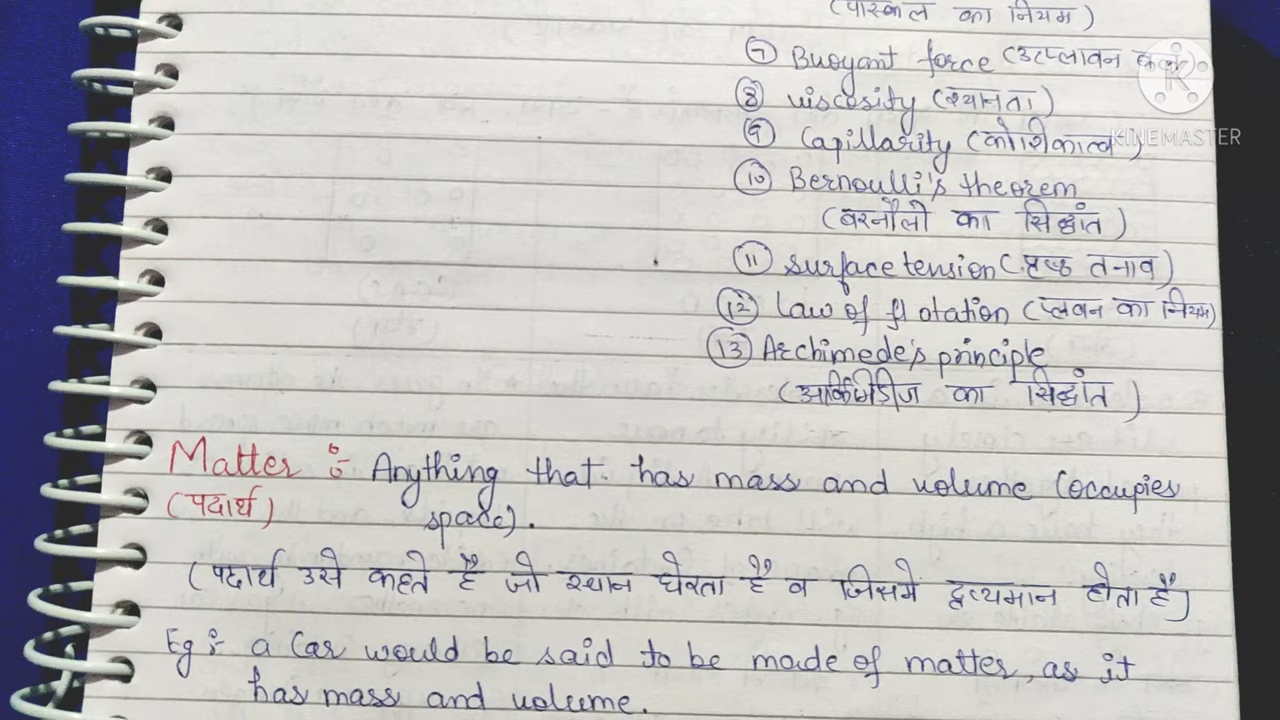 (पास्कल का नियम)
⑦ Buoyant force (उत्प्लावन बल)
⑧ viscosity (श्यानता)
⑨ Capillarity (कोशिकात्व)
⑩ Bernoulli's theorem
(बरनौली का सिद्धांत)
⑪ surface tension (पृष्ठ तनाव)
⑫ Law of flotation (प्लवन का नियम)
⑬ Archimede's principle
(आर्किमिडीज का सिद्धांत)
Matter :- Anything that has mass and volume (occupies
(पदार्थ) space).
(पदार्थ उसे कहते है जो स्थान घेरता है व जिसमे द्रव्यमान होता है)
Eg :- a Car would be said to be made of matter, as it
has mass and volume.
KINEMASTER